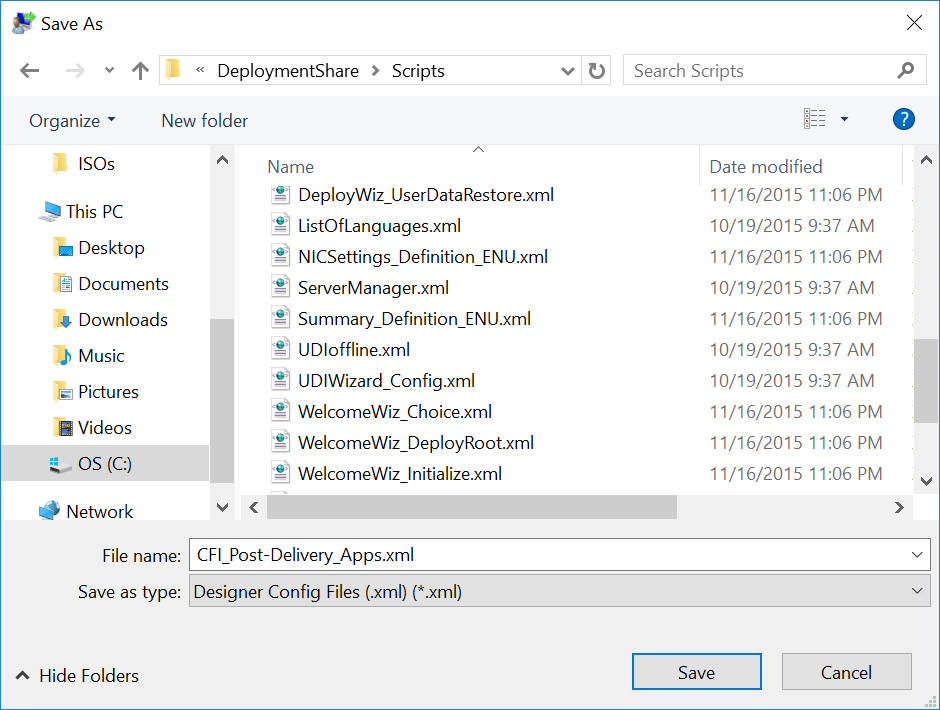 Save As
« DeploymentShare > Scripts
Search Scripts
Organize New folder ?
ISOs
This PC
Desktop
Documents
Downloads
Music
Pictures
Videos
OS (C:)
Network
Name Date modified
DeployWiz_UserDataRestore.xml 11/16/2015 11:06 PM
ListOfLanguages.xml 10/19/2015 9:37 AM
NICSettings_Definition_ENU.xml 11/16/2015 11:06 PM
ServerManager.xml 10/19/2015 9:37 AM
Summary_Definition_ENU.xml 11/16/2015 11:06 PM
UDIoffline.xml 10/19/2015 9:37 AM
UDIWizard_Config.xml 10/19/2015 9:37 AM
WelcomeWiz_Choice.xml 11/16/2015 11:06 PM
WelcomeWiz_DeployRoot.xml 11/16/2015 11:06 PM
WelcomeWiz_Initialize.xml 11/16/2015 11:06 PM
File name: CFI_Post-Delivery_Apps.xml
Save as type: Designer Config Files (.xml) (*.xml)
Hide Folders
Save Cancel